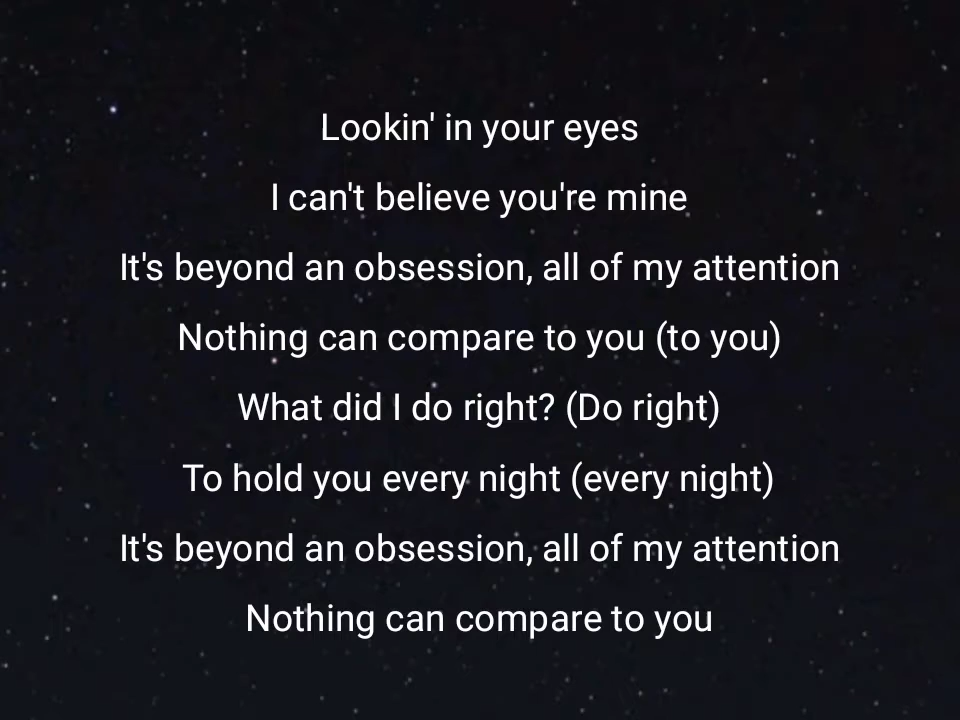 Lookin' in your eyes
I can't believe you're mine
It's beyond an obsession, all of my attention
Nothing can compare to you (to you)
What did I do right? (Do right)
To hold you every night (every night)
It's beyond an obsession, all of my attention
Nothing can compare to you